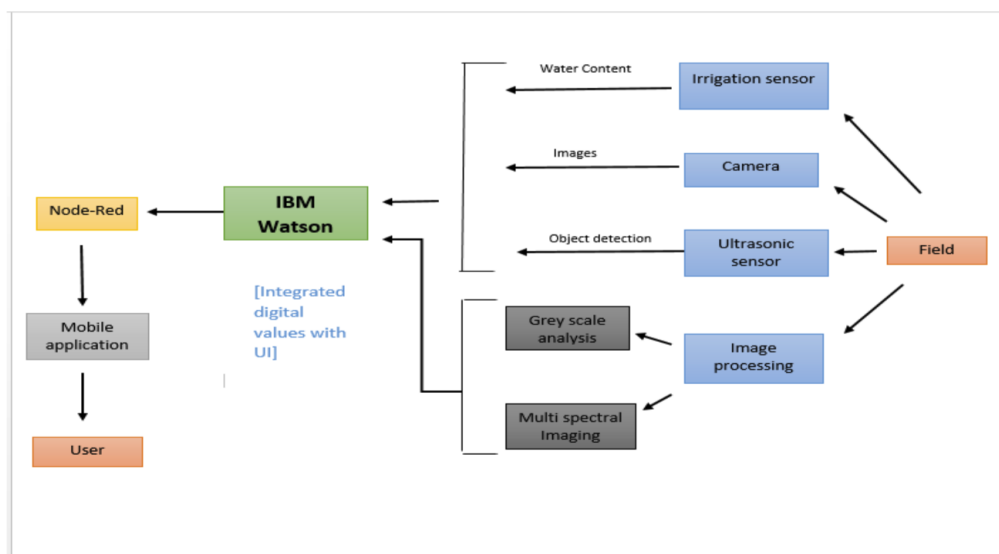 Water Content
Irrigation sensor
Images
Camera
Node-Red
IBM
Watson
Object detection
Ultrasonic
sensor
Field
[Integrated
digital
values with
UI]
Mobile
application
Grey scale
analysis
Image
processing
Multi spectral
Imaging
User